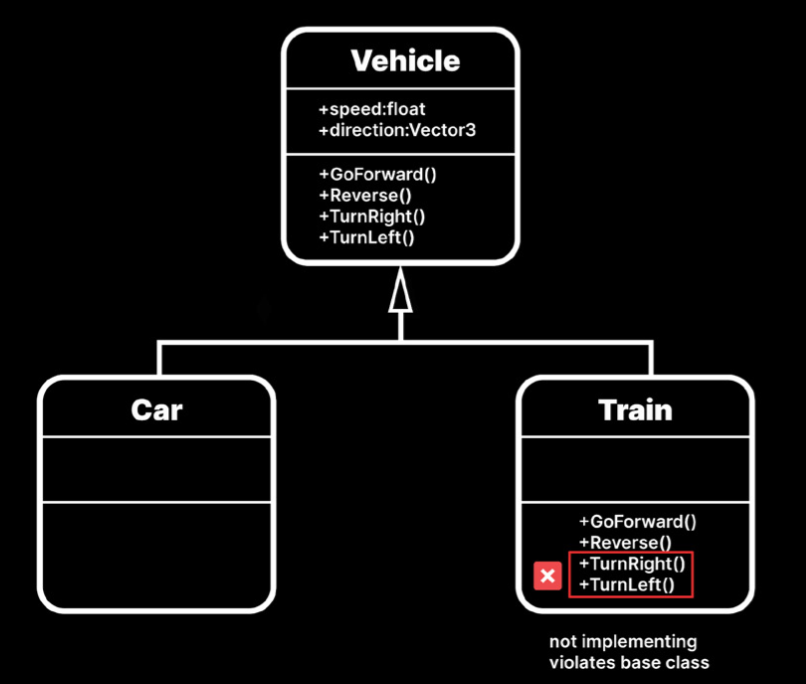 Vehicle
+speed:float
+direction:Vector3
+GoForward()
+Reverse()
+TurnRight()
+TurnLeft()
Car
Train
+GoForward()
+Reverse()
+TurnRight()
+TurnLeft()
not implementing
violates base class